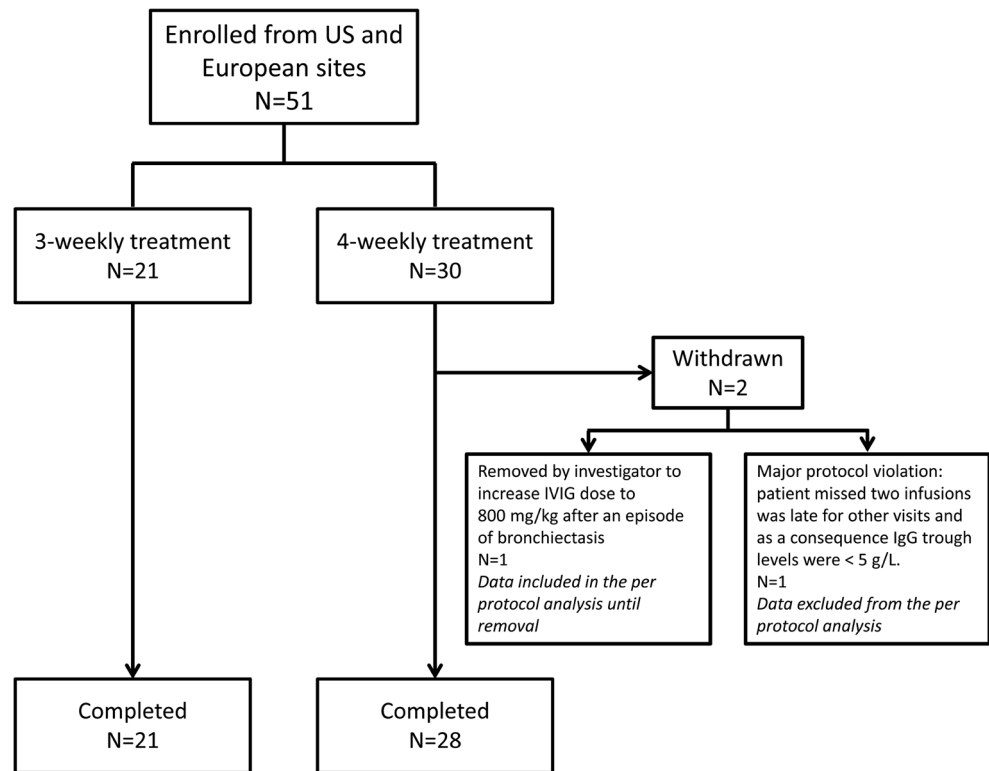 Enrolled from US and
European sites
N=51
3-weekly treatment
N=21
4-weekly treatment
N=30
Withdrawn
N=2
Removed by investigator to
increase IVIG dose to
800 mg/kg after an episode
of bronchiectasis
N=1
Data included in the per
protocol analysis until
removal
Major protocol violation:
patient missed two infusions
was late for other visits and
as a consequence IgG trough
levels were < 5 g/L.
N=1
Data excluded from the per
protocol analysis
Completed
N=21
Completed
N=28